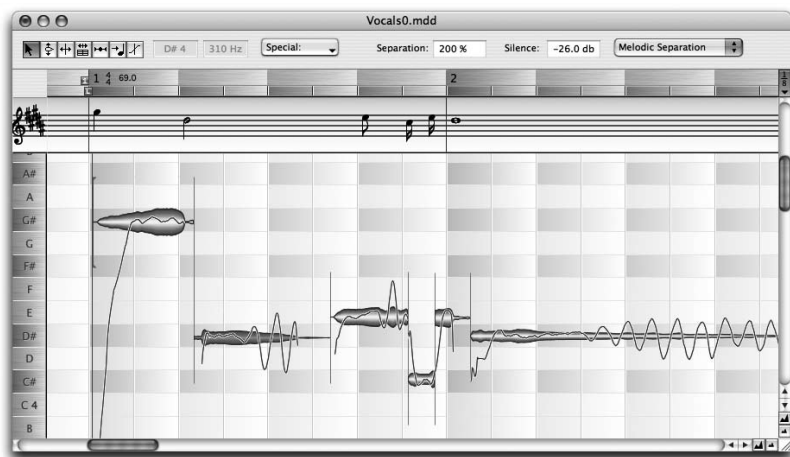 Vocals0.mdd
D# 4 310 Hz Special: Separation: 200 % Silence: -26.0 db Melodic Separation
1 4/4 69.0 2
A#
A
G#
G
F#
F
E
D#
D
C#
C 4
B